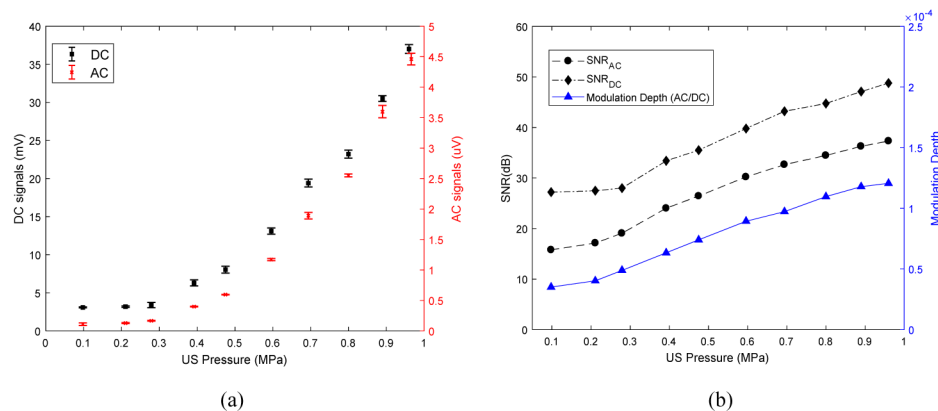 40
35
30
25
20
15
10
5
0
DC signals (mV)
DC
AC
5
4.5
4
3.5
3
2.5
2
1.5
1
0.5
0
AC signals (uV)
0 0.1 0.2 0.3 0.4 0.5 0.6 0.7 0.8 0.9 1
US Pressure (MPa)
(a)
60
50
40
30
20
10
0
SNR(dB)
SNR_AC
SNR_DC
Modulation Depth (AC/DC)
×10⁻⁴
2.5
2
1.5
1
0.5
0
Modulation Depth
0.1 0.2 0.3 0.4 0.5 0.6 0.7 0.8 0.9 1
US Pressure (MPa)
(b)